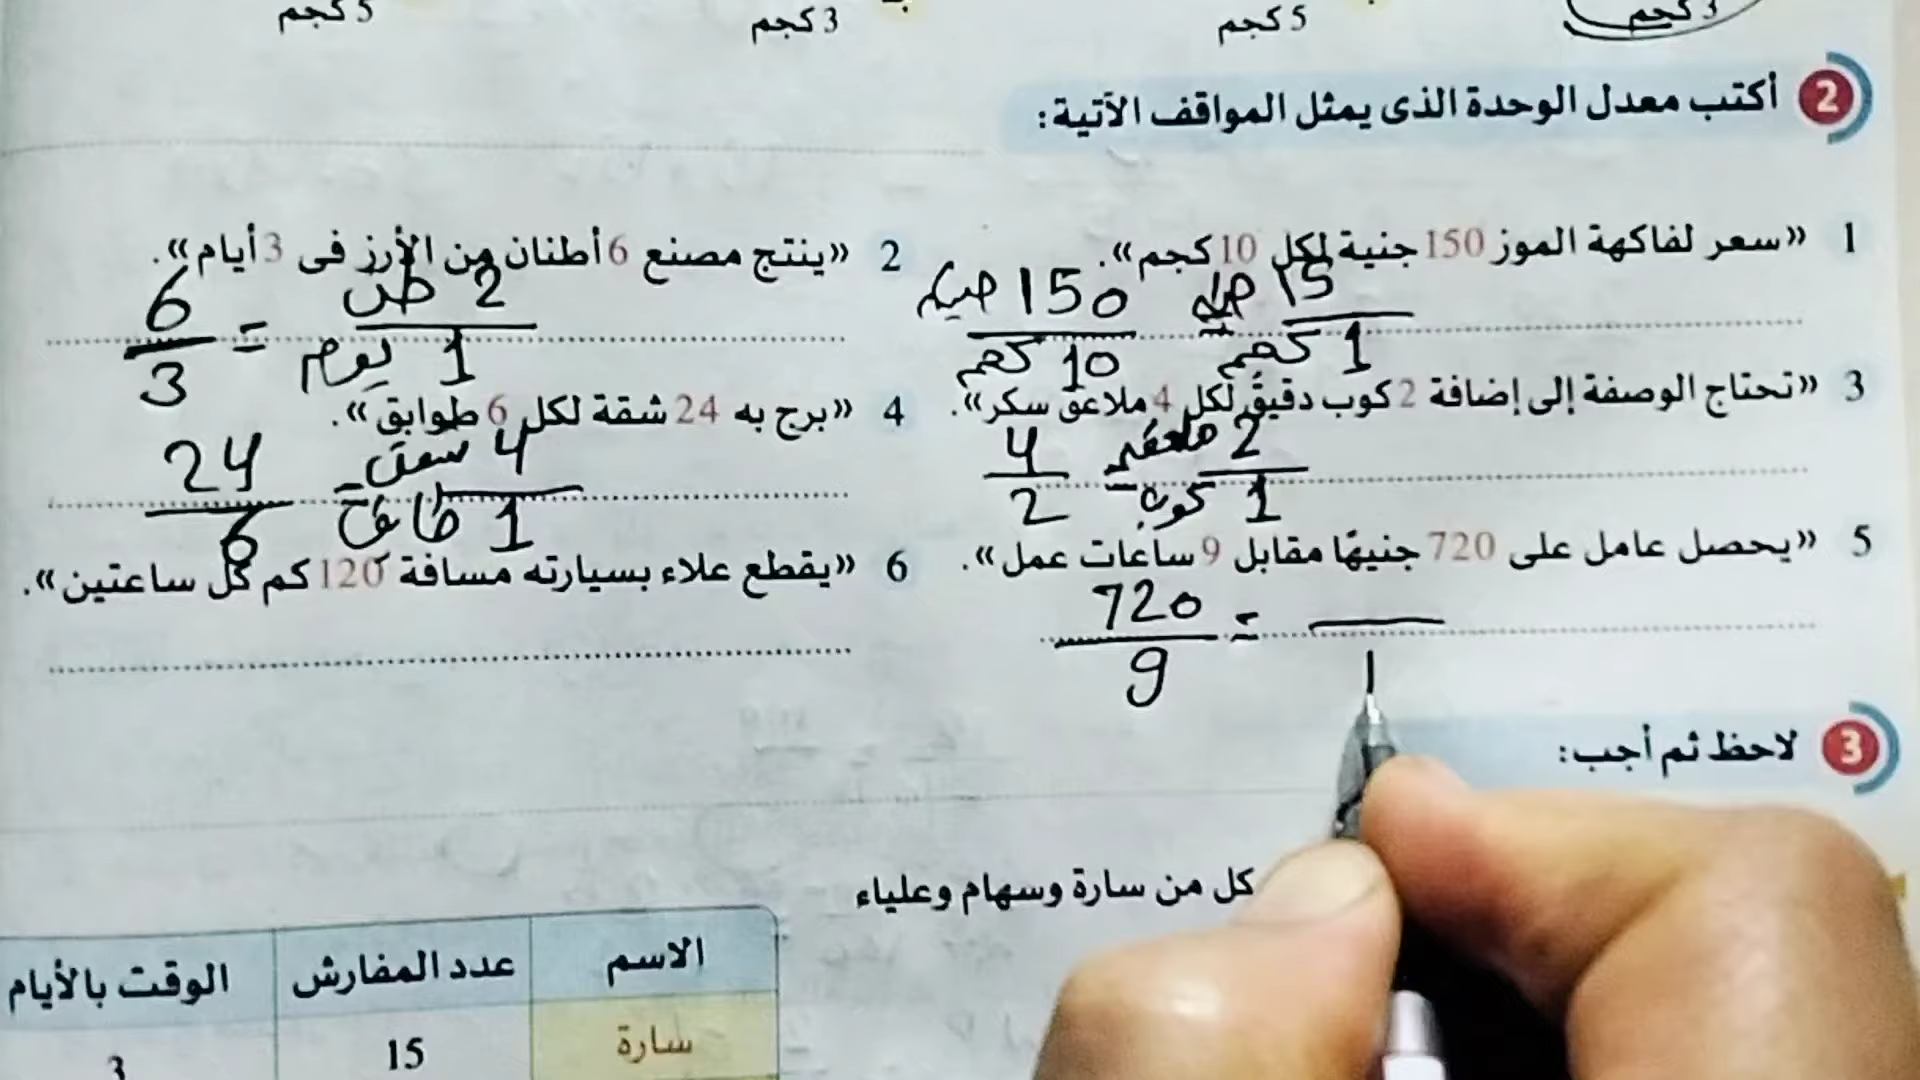 3 كجم
5 كجم
3 كجم
5 كجم
2 أكتب معدل الوحدة الذى يمثل المواقف الآتية:
1 «سعر لفاكهة الموز 150 جنية لكل 10 كجم».
150
10 كجم
15
1 كجم
2 «ينتج مصنع 6 أطنان من الأرز فى 3 أيام».
6
3
=
2 طن
1 يوم
3 «تحتاج الوصفة إلى إضافة 2 كوب دقيق لكل 4 ملاعق سكر».
4
2
=
2
1 كوب
4 «برج به 24 شقة لكل 6 طوابق».
24
6
4
1 طابق
5 «يحصل عامل على 720 جنيهًا مقابل 9 ساعات عمل».
720
9
=
1
6 «يقطع علاء بسيارته مسافة 120 كم كل ساعتين».
3 لاحظ ثم أجب:
كل من سارة وسهام وعلياء
الاسم
عدد المفارش
الوقت بالأيام
سارة
15
3